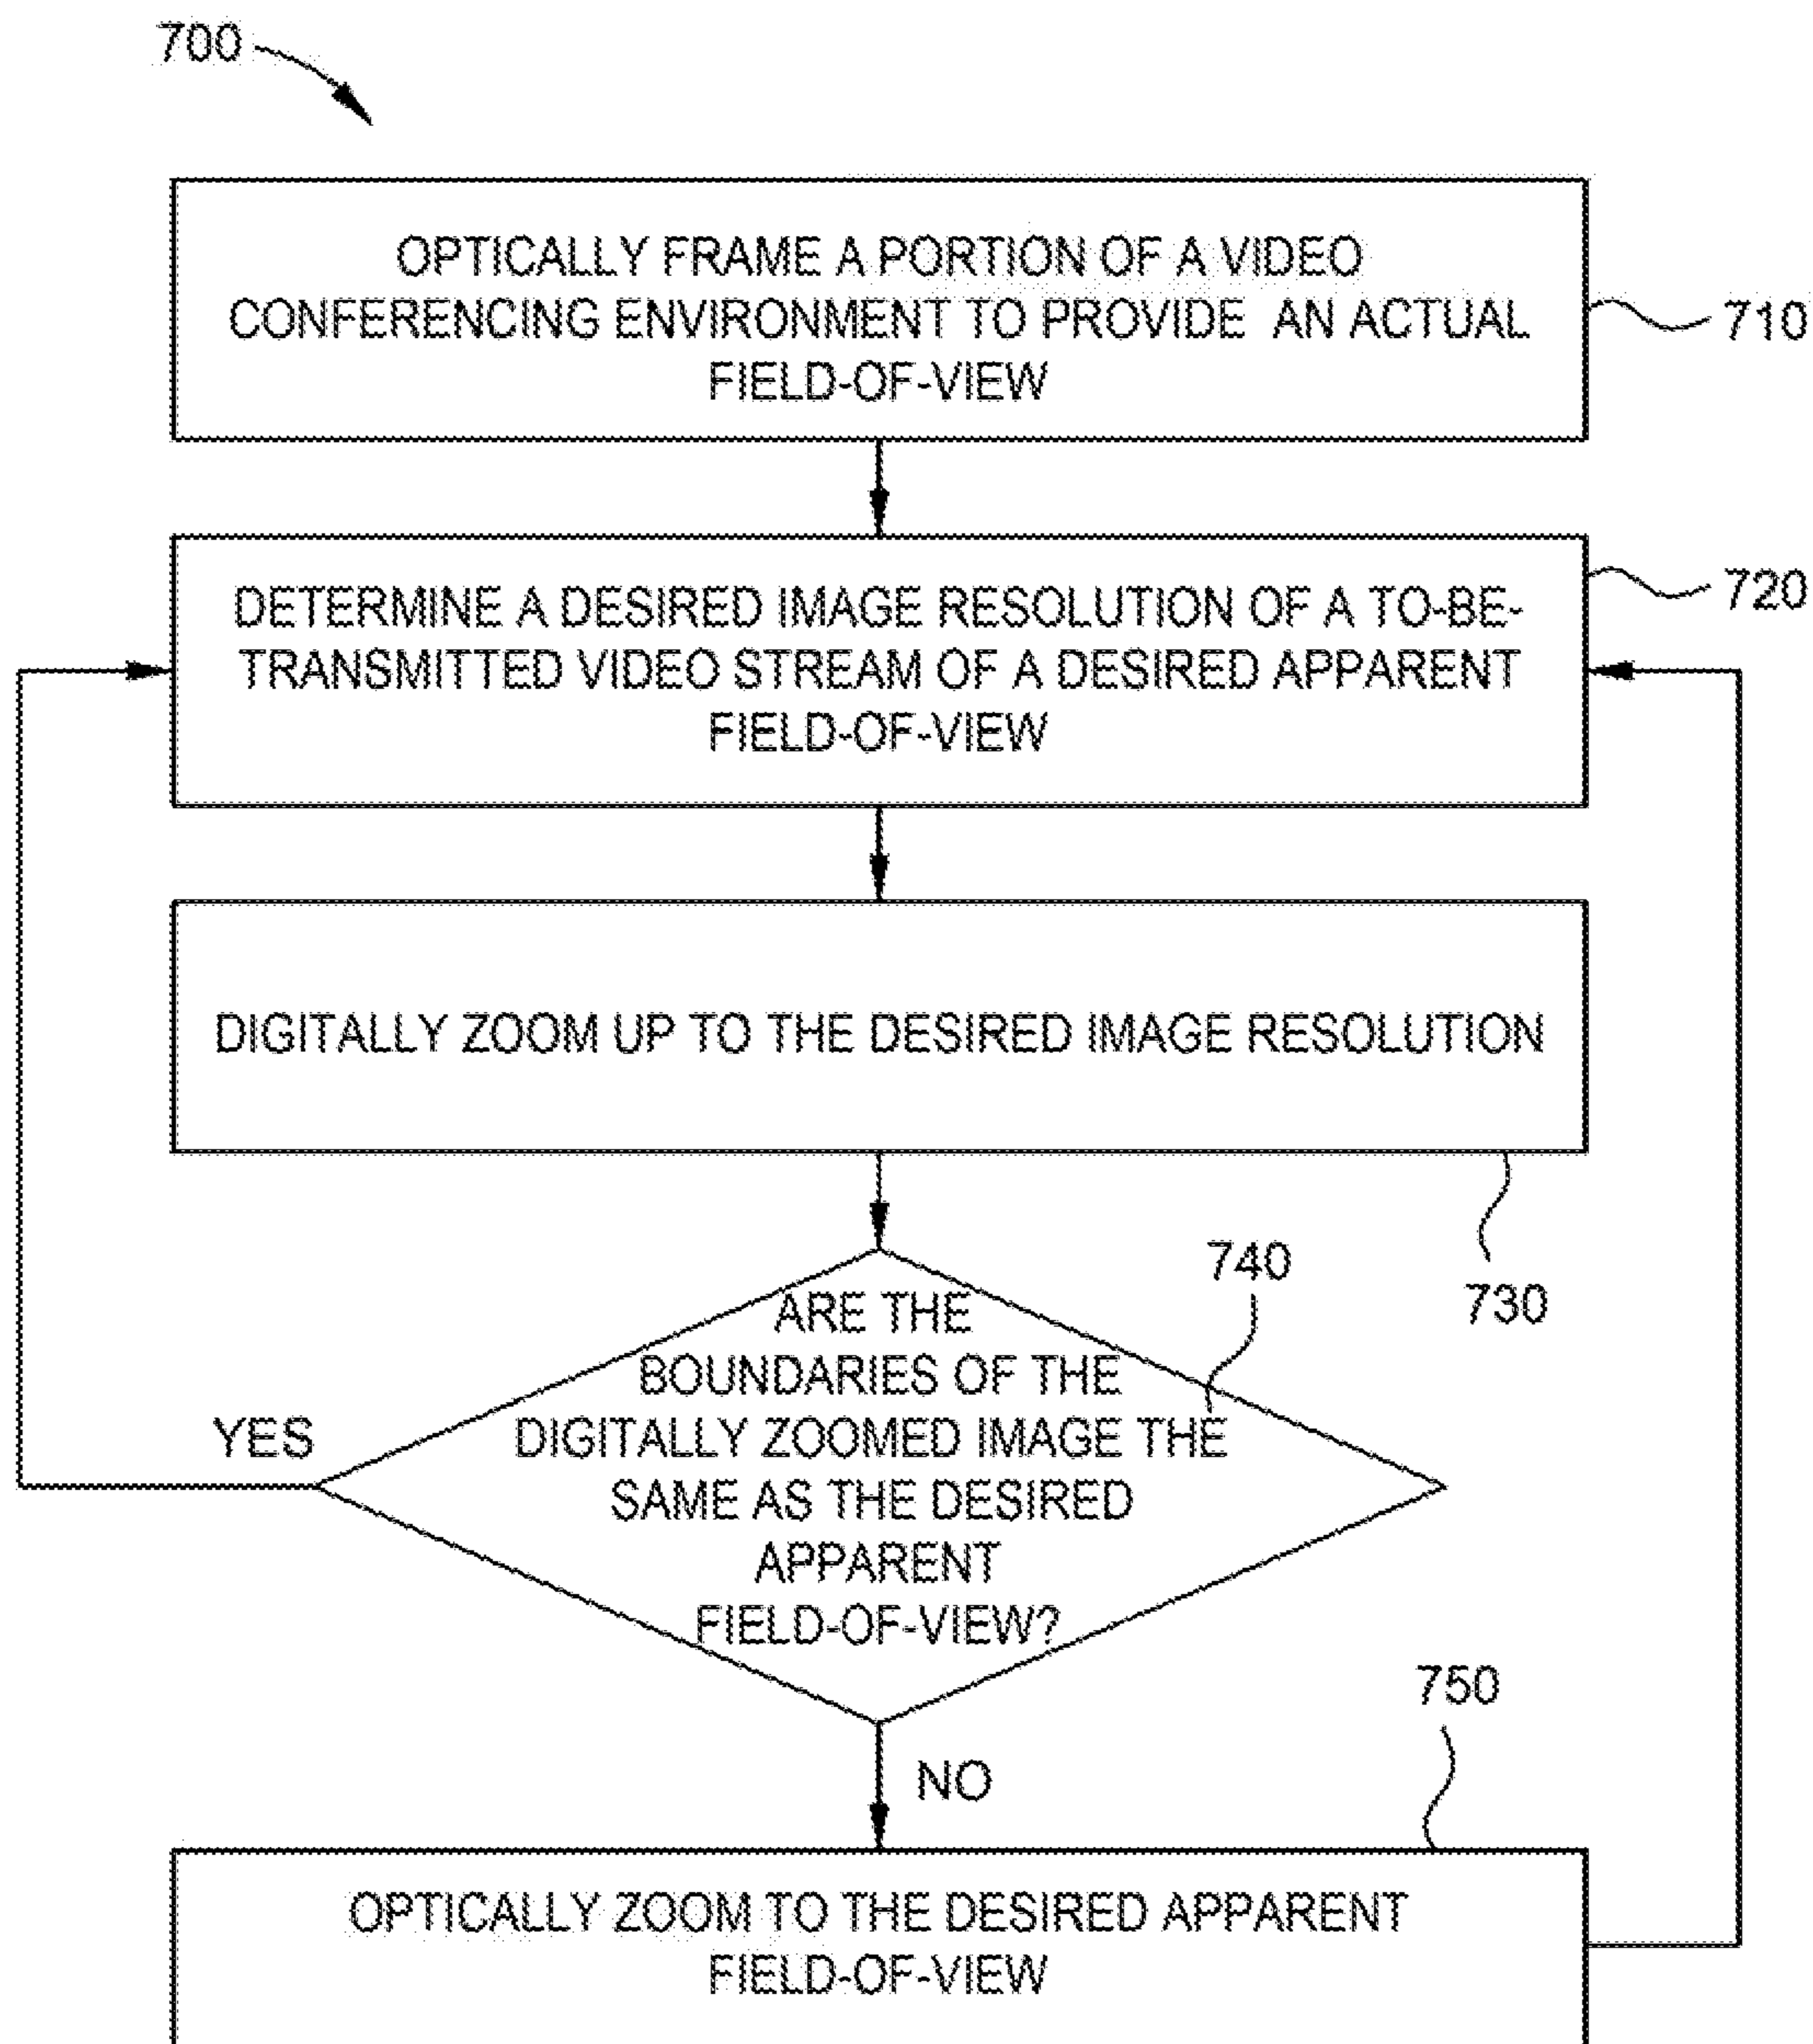 700
OPTICALLY FRAME A PORTION OF A VIDEO
CONFERENCING ENVIRONMENT TO PROVIDE AN ACTUAL
FIELD-OF-VIEW
710
DETERMINE A DESIRED IMAGE RESOLUTION OF A TO-BE-
TRANSMITTED VIDEO STREAM OF A DESIRED APPARENT
FIELD-OF-VIEW
720
DIGITALLY ZOOM UP TO THE DESIRED IMAGE RESOLUTION
730
740
ARE THE
BOUNDARIES OF THE
DIGITALLY ZOOMED IMAGE THE
SAME AS THE DESIRED
APPARENT
FIELD-OF-VIEW?
YES
NO
750
OPTICALLY ZOOM TO THE DESIRED APPARENT
FIELD-OF-VIEW